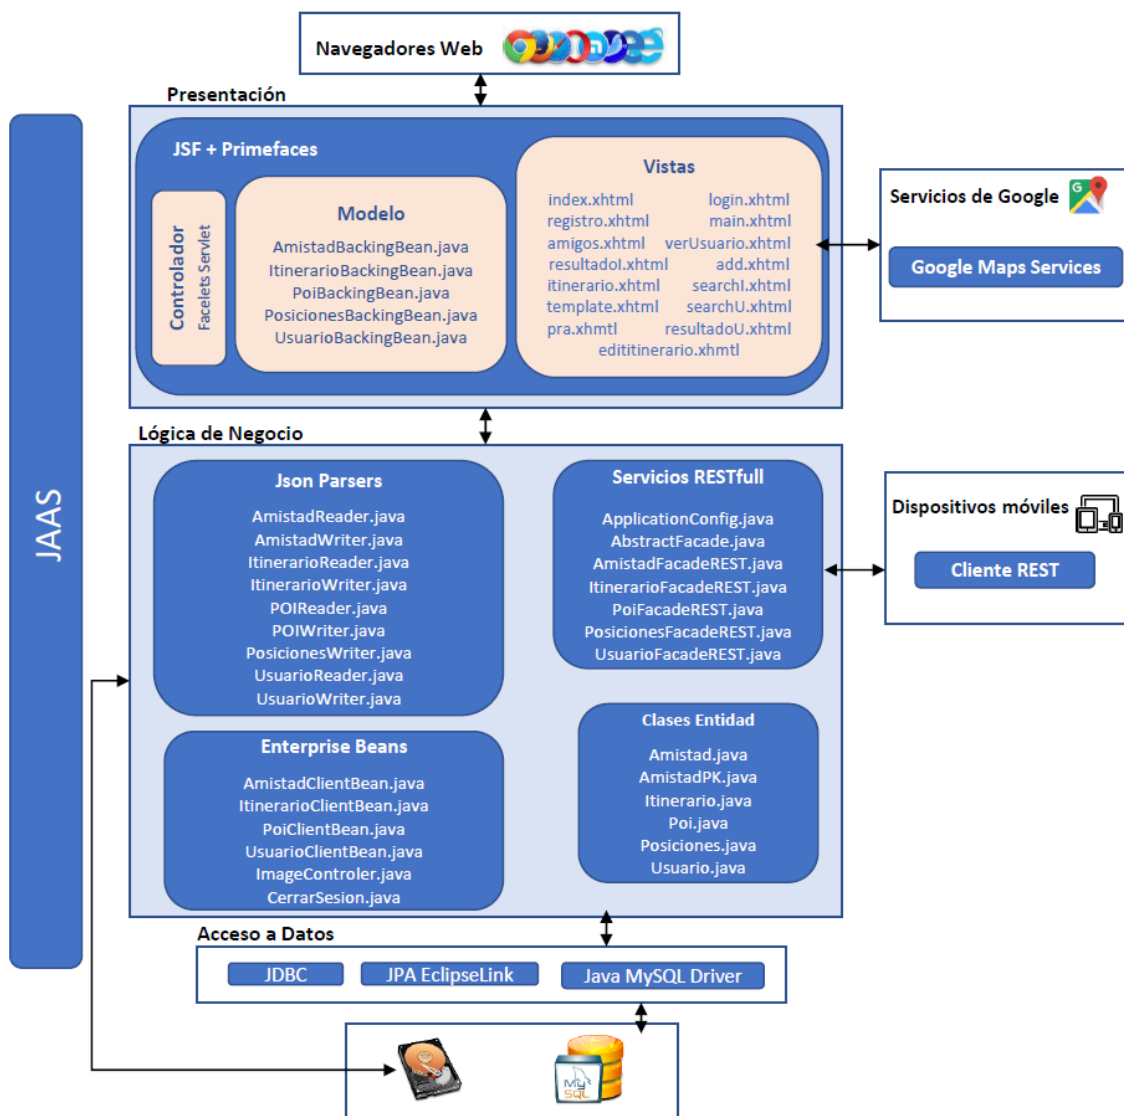 Navegadores Web
Presentación
JSF + Primefaces
Controlador
Facelets Servlet
Modelo
AmistadBackingBean.java
ItinerarioBackingBean.java
PoiBackingBean.java
PosicionesBackingBean.java
UsuarioBackingBean.java
Vistas
index.xhtml login.xhtml
registro.xhtml main.xhtml
amigos.xhtml verUsuario.xhtml
resultadoI.xhtml add.xhtml
itinerario.xhtml searchI.xhtml
template.xhtml searchU.xhtml
pra.xhmtl resultadoU.xhtml
edititinerario.xhmtl
Servicios de Google
G
Google Maps Services
JAAS
Lógica de Negocio
Json Parsers
AmistadReader.java
AmistadWriter.java
ItinerarioReader.java
ItinerarioWriter.java
POIReader.java
POIWriter.java
PosicionesWriter.java
UsuarioReader.java
UsuarioWriter.java
Servicios RESTfull
ApplicationConfig.java
AbstractFacade.java
AmistadFacadeREST.java
ItinerarioFacadeREST.java
PoiFacadeREST.java
PosicionesFacadeREST.java
UsuarioFacadeREST.java
Dispositivos móviles
Cliente REST
Enterprise Beans
AmistadClientBean.java
ItinerarioClientBean.java
PoiClientBean.java
UsuarioClientBean.java
ImageControler.java
CerrarSesion.java
Clases Entidad
Amistad.java
AmistadPK.java
Itinerario.java
Poi.java
Posiciones.java
Usuario.java
Acceso a Datos
JDBC
JPA EclipseLink
Java MySQL Driver
MySQL